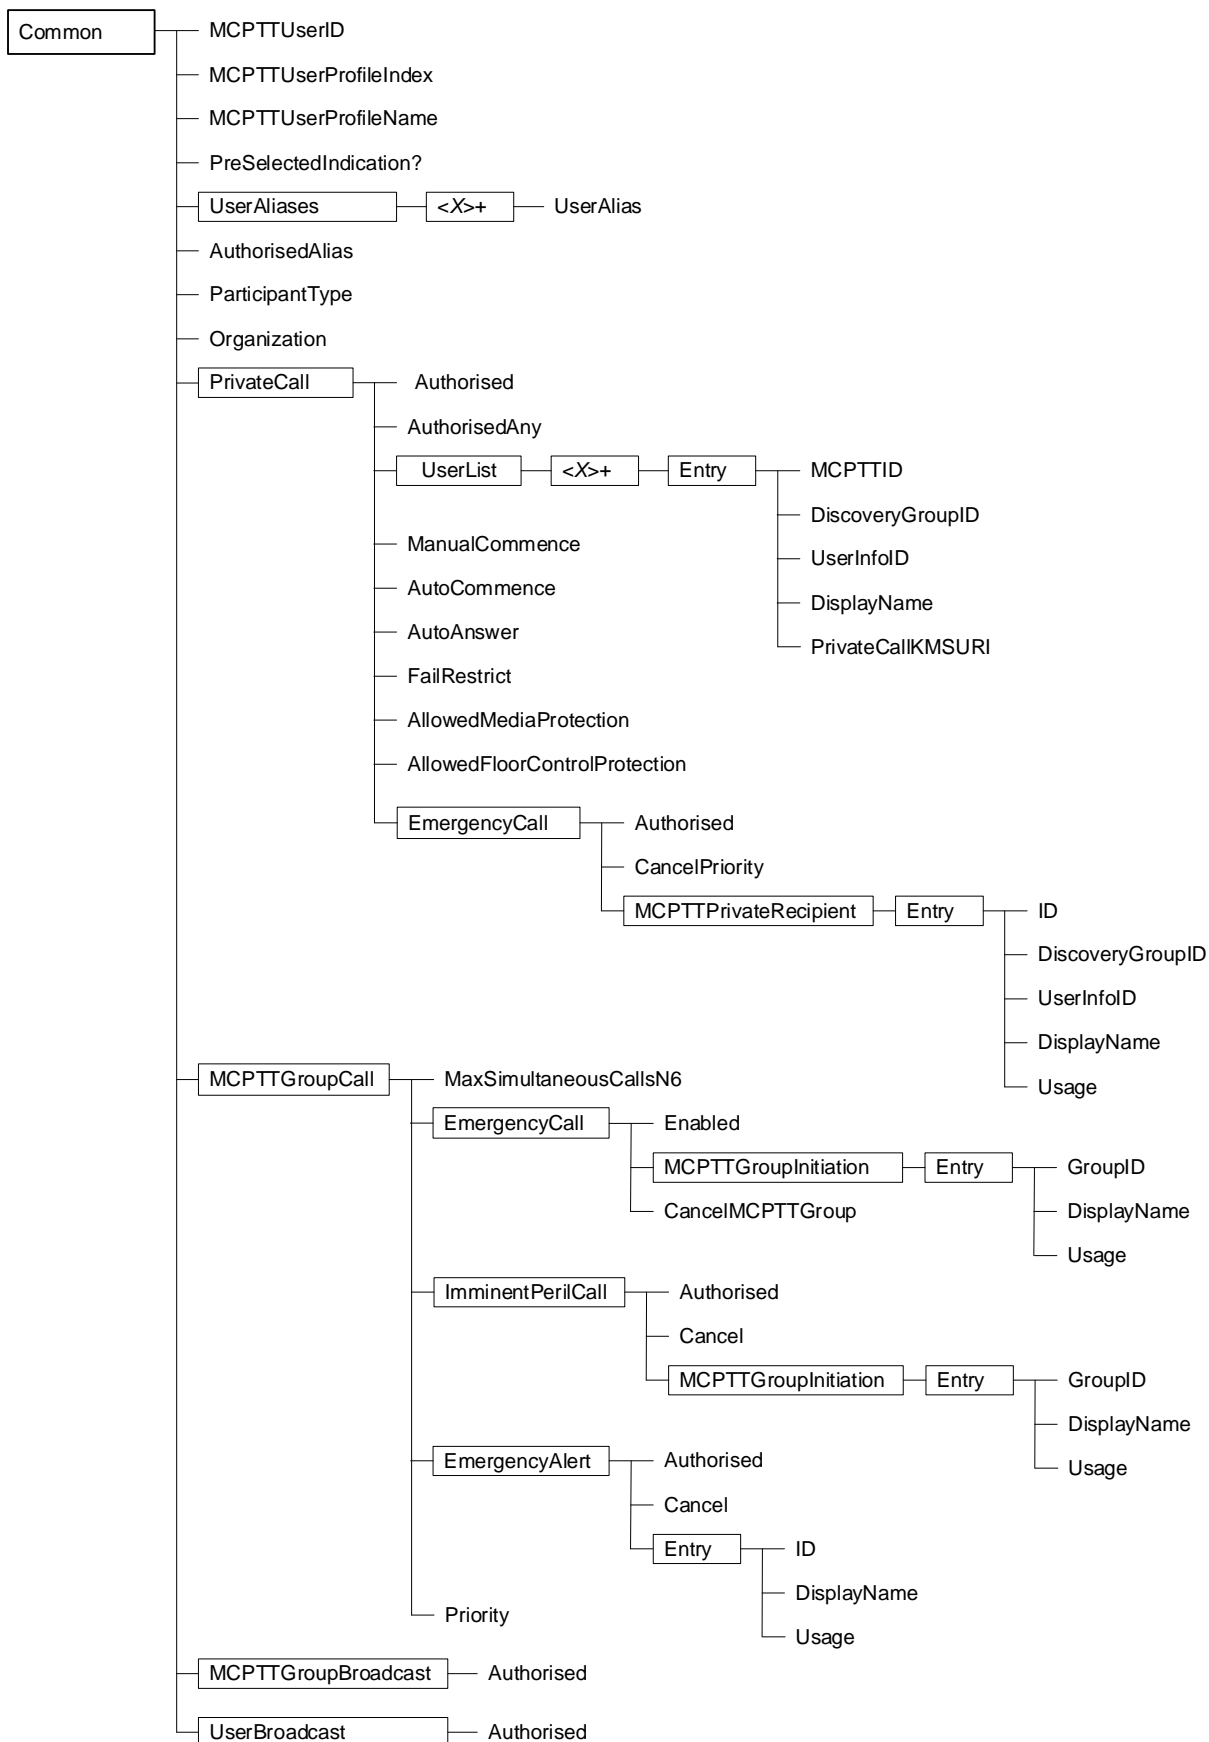 Common
MCPTTUserID
MCPTTUserProfileIndex
MCPTTUserProfileName
PreSelectedIndication?
UserAliases <X>+ UserAlias
AuthorisedAlias
ParticipantType
Organization
PrivateCall Authorised
AuthorisedAny
UserList <X>+ Entry MCPTTID
DiscoveryGroupID
ManualCommence UserInfoID
AutoCommence DisplayName
AutoAnswer PrivateCallKMSURI
FailRestrict
AllowedMediaProtection
AllowedFloorControlProtection
EmergencyCall Authorised
CancelPriority
MCPTTPrivateRecipient Entry ID
DiscoveryGroupID
UserInfoID
DisplayName
Usage
MCPTTGroupCall MaxSimultaneousCallsN6
EmergencyCall Enabled
MCPTTGroupInitiation Entry GroupID
CancelMCPTTGroup DisplayName
Usage
ImminentPerilCall Authorised
Cancel
MCPTTGroupInitiation Entry GroupID
DisplayName
Usage
EmergencyAlert Authorised
Cancel
Entry ID
DisplayName
Usage
Priority
MCPTTGroupBroadcast Authorised
UserBroadcast Authorised